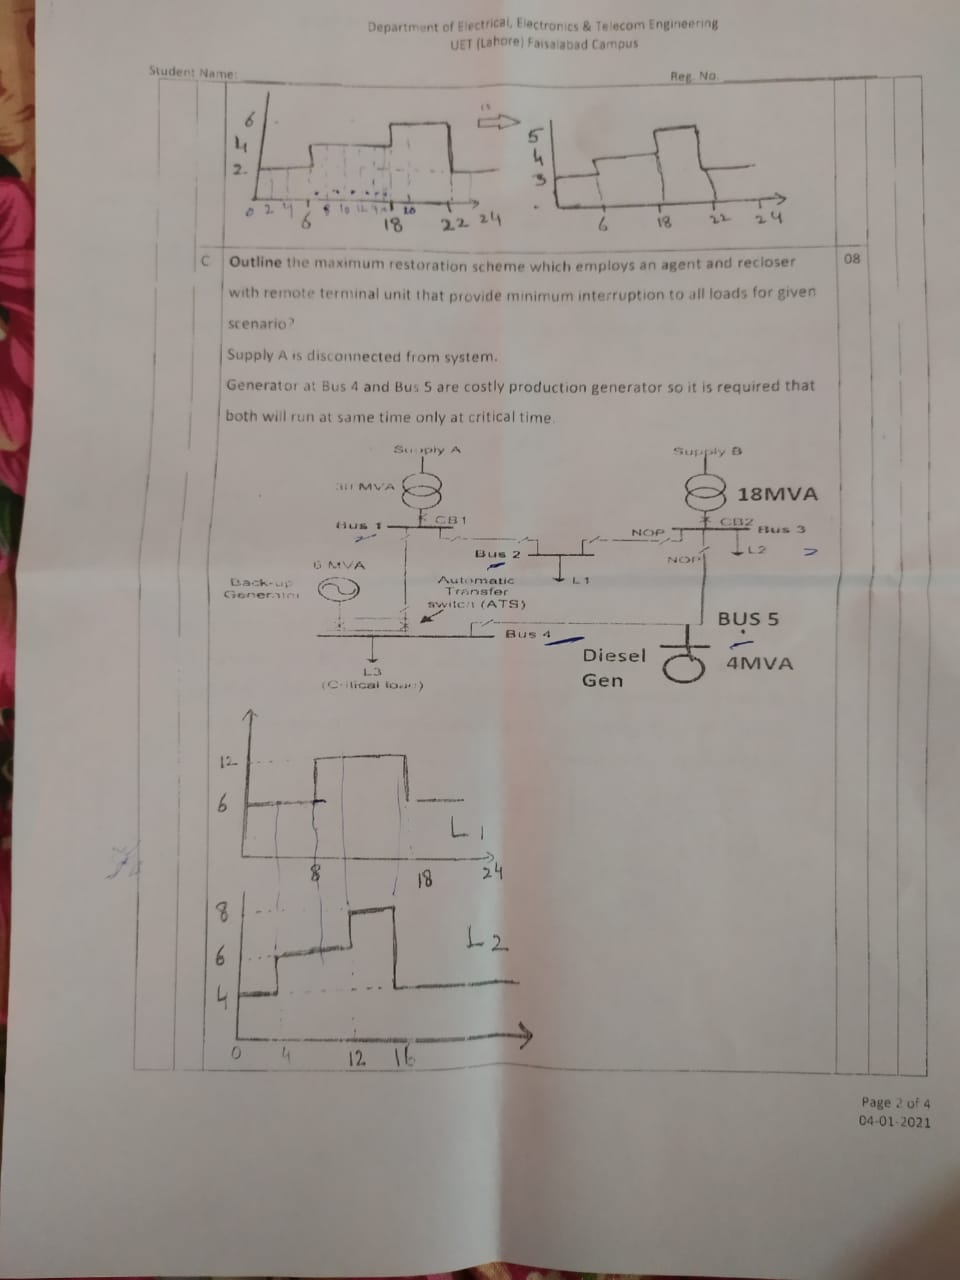 Department of Electrical, Electronics & Telecom Engineering
UET (Lahore) Faisalabad Campus
Student Name:
Reg. No.
6
4
2
0 2 4 6 8 10 12 18 20 22 24
5
4
3
6 18 22 24
C Outline the maximum restoration scheme which employs an agent and recloser 08
with remote terminal unit that provide minimum interruption to all loads for given
scenario?
Supply A is disconnected from system.
Generator at Bus 4 and Bus 5 are costly production generator so it is required that
both will run at same time only at critical time.
Supply A
Supply B
30 MVA
18MVA
CB1
CB2
Bus 1
NOP
Bus 3
Bus 2
NOP
L2
6 MVA
L1
Back-up
Generator
Automatic
Transfer
switch (ATS)
BUS 5
Bus 4
Diesel
Gen
4MVA
L3
(Critical load)
12
6
L1
8 18 24
8
6
4
L2
0 4 12 16
Page 2 of 4
04-01-2021